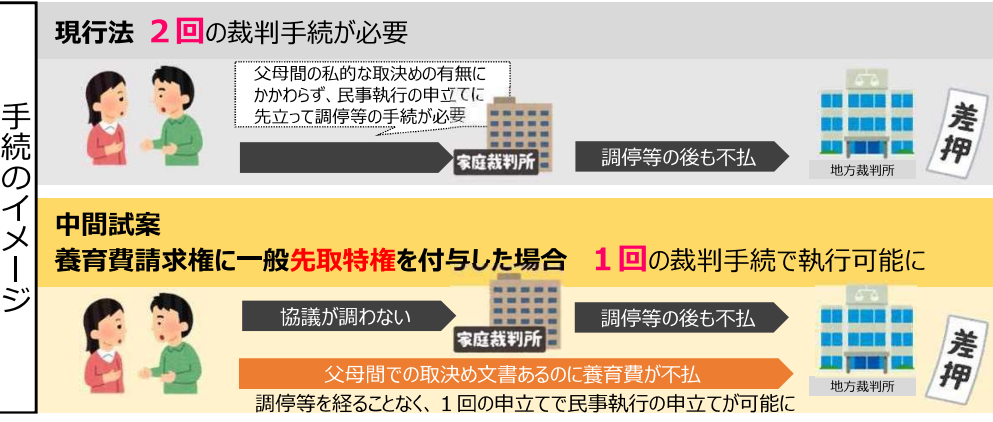 手続のイメージ
現行法 ２回の裁判手続が必要
父母間の私的な取決めの有無に
かかわらず、民事執行の申立てに
先立って調停等の手続が必要
家庭裁判所
調停等の後も不払
地方裁判所
差押
中間試案
養育費請求権に一般先取特権を付与した場合 １回の裁判手続で執行可能に
協議が調わない
家庭裁判所
調停等の後も不払
父母間での取決め文書あるのに養育費が不払
地方裁判所
差押
調停等を経ることなく、１回の申立てで民事執行の申立てが可能に